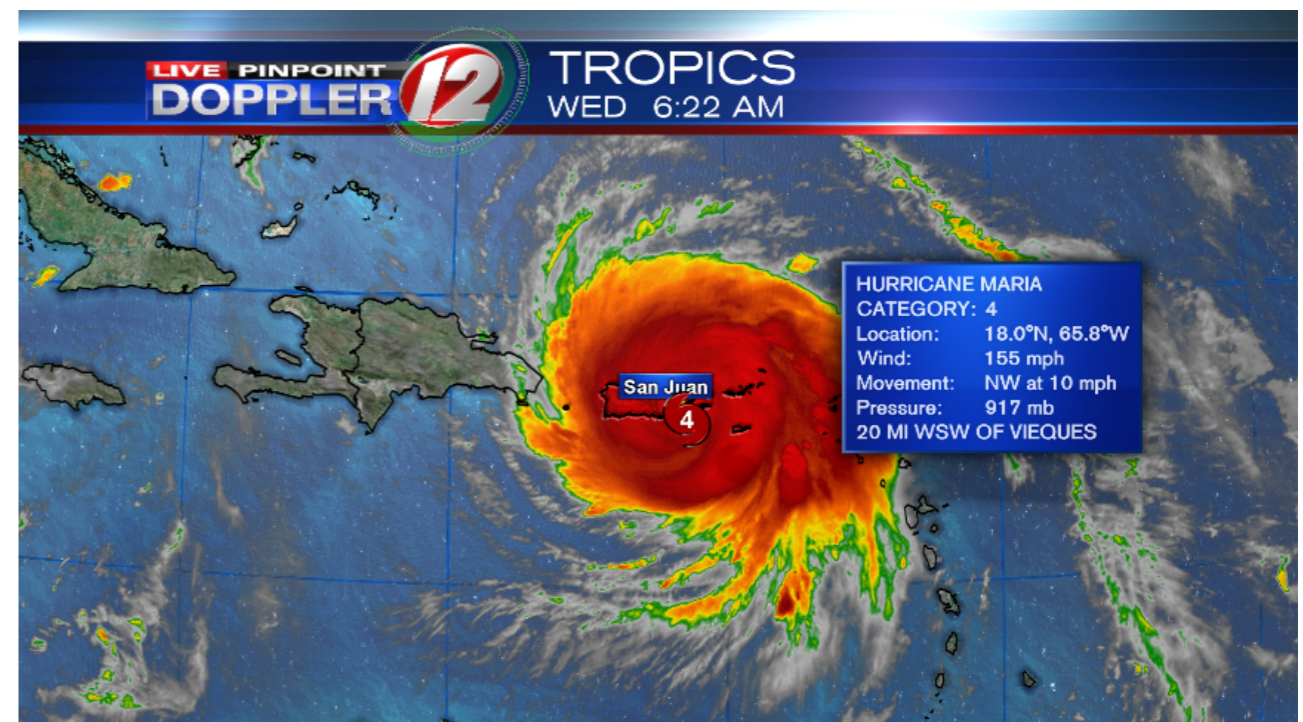 LIVE PINPOINT
DOPPLER 12
TROPICS
WED 6:22 AM
HURRICANE MARIA
CATEGORY: 4
Location: 18.0°N, 65.8°W
Wind: 155 mph
Movement: NW at 10 mph
Pressure: 917 mb
20 MI WSW OF VIEQUES
San Juan
4